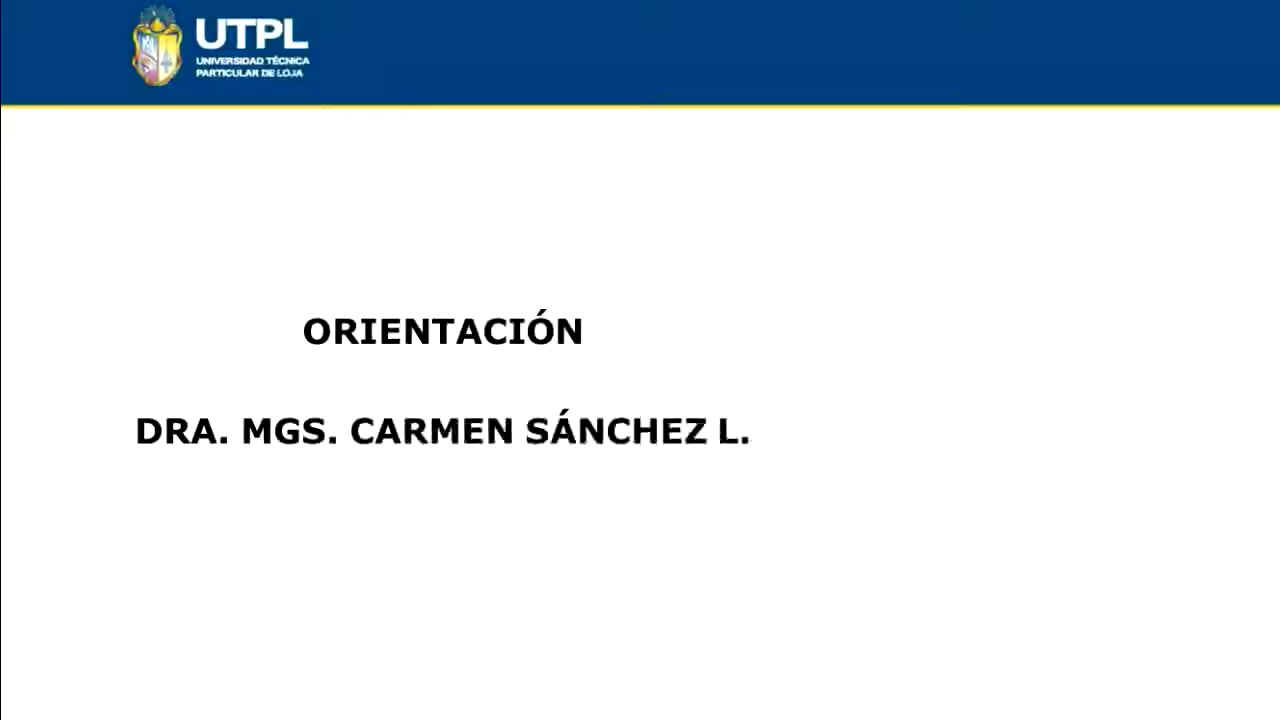 UTPL
UNIVERSIDAD TÉCNICA
PARTICULAR DE LOJA
ORIENTACIÓN
DRA. MGS. CARMEN SÁNCHEZ L.